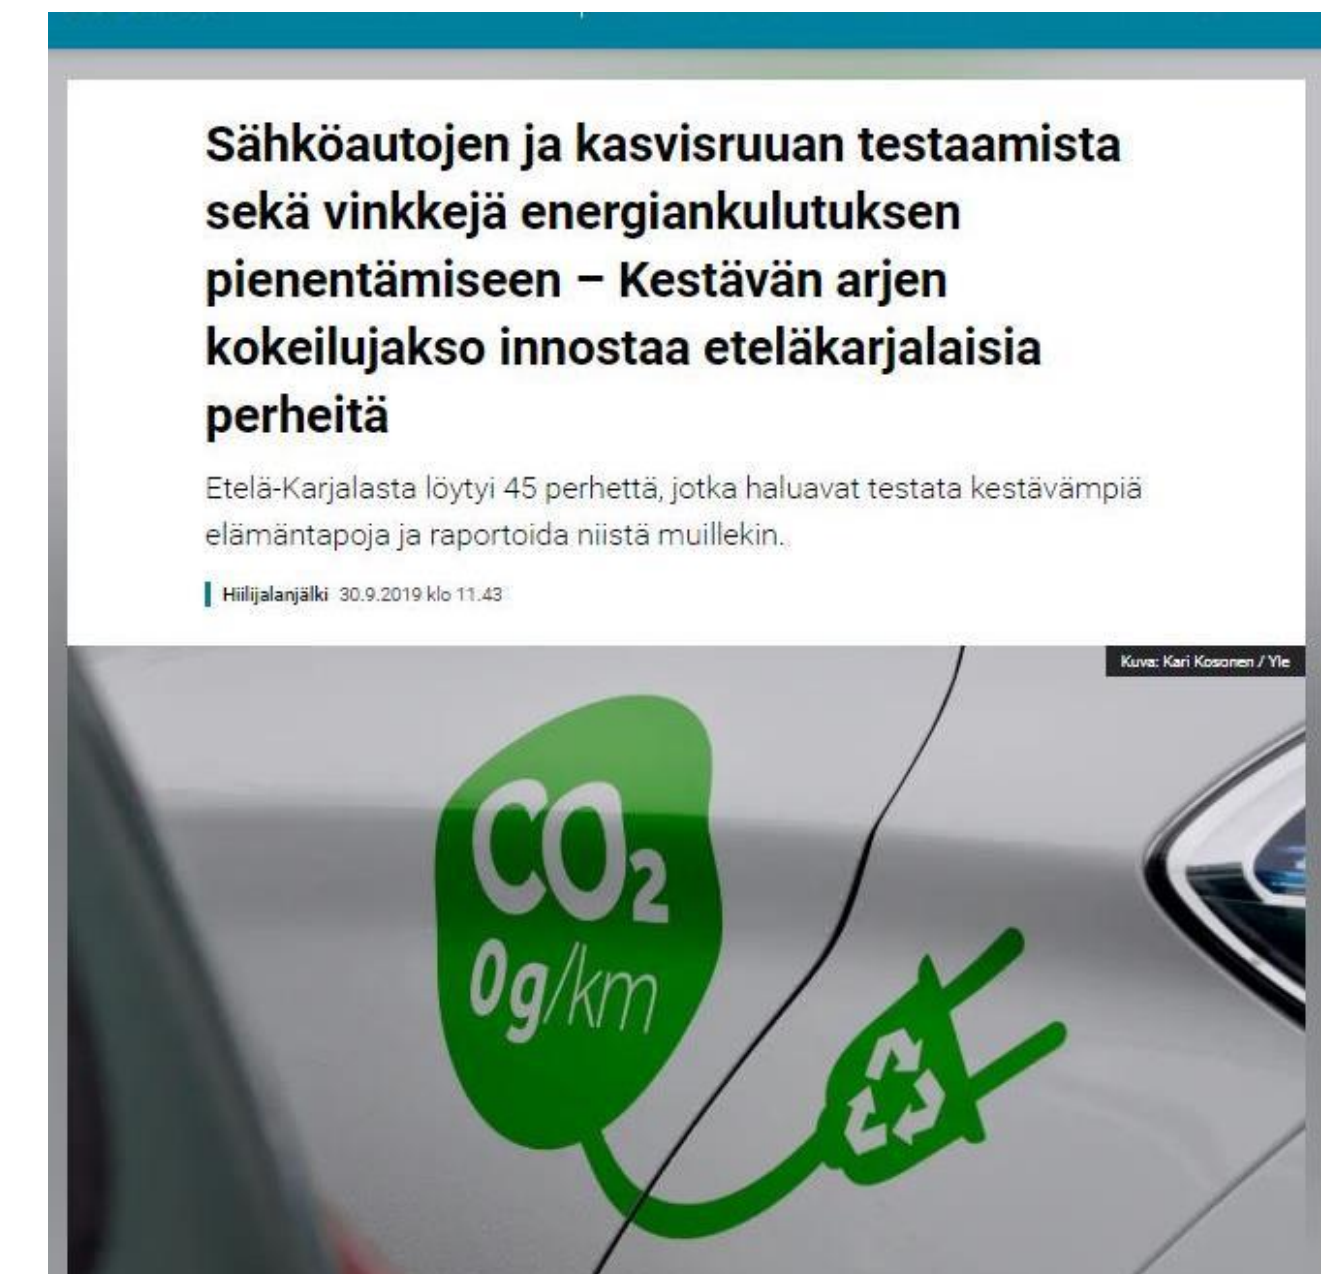 Sähköautojen ja kasvisruuan testaamista
sekä vinkkejä energiankulutuksen
pienentämiseen – Kestävän arjen
kokeilujakso innostaa eteläkarjalaisia
perheitä
Etelä-Karjalasta löytyi 45 perhettä, jotka haluavat testata kestävämpiä
elämäntapoja ja raportoida niistä muillekin.
Hiilijalanjälki 30.9.2019 klo 11.43
Kuva: Kari Kosonen / Yle
CO2
0g/km